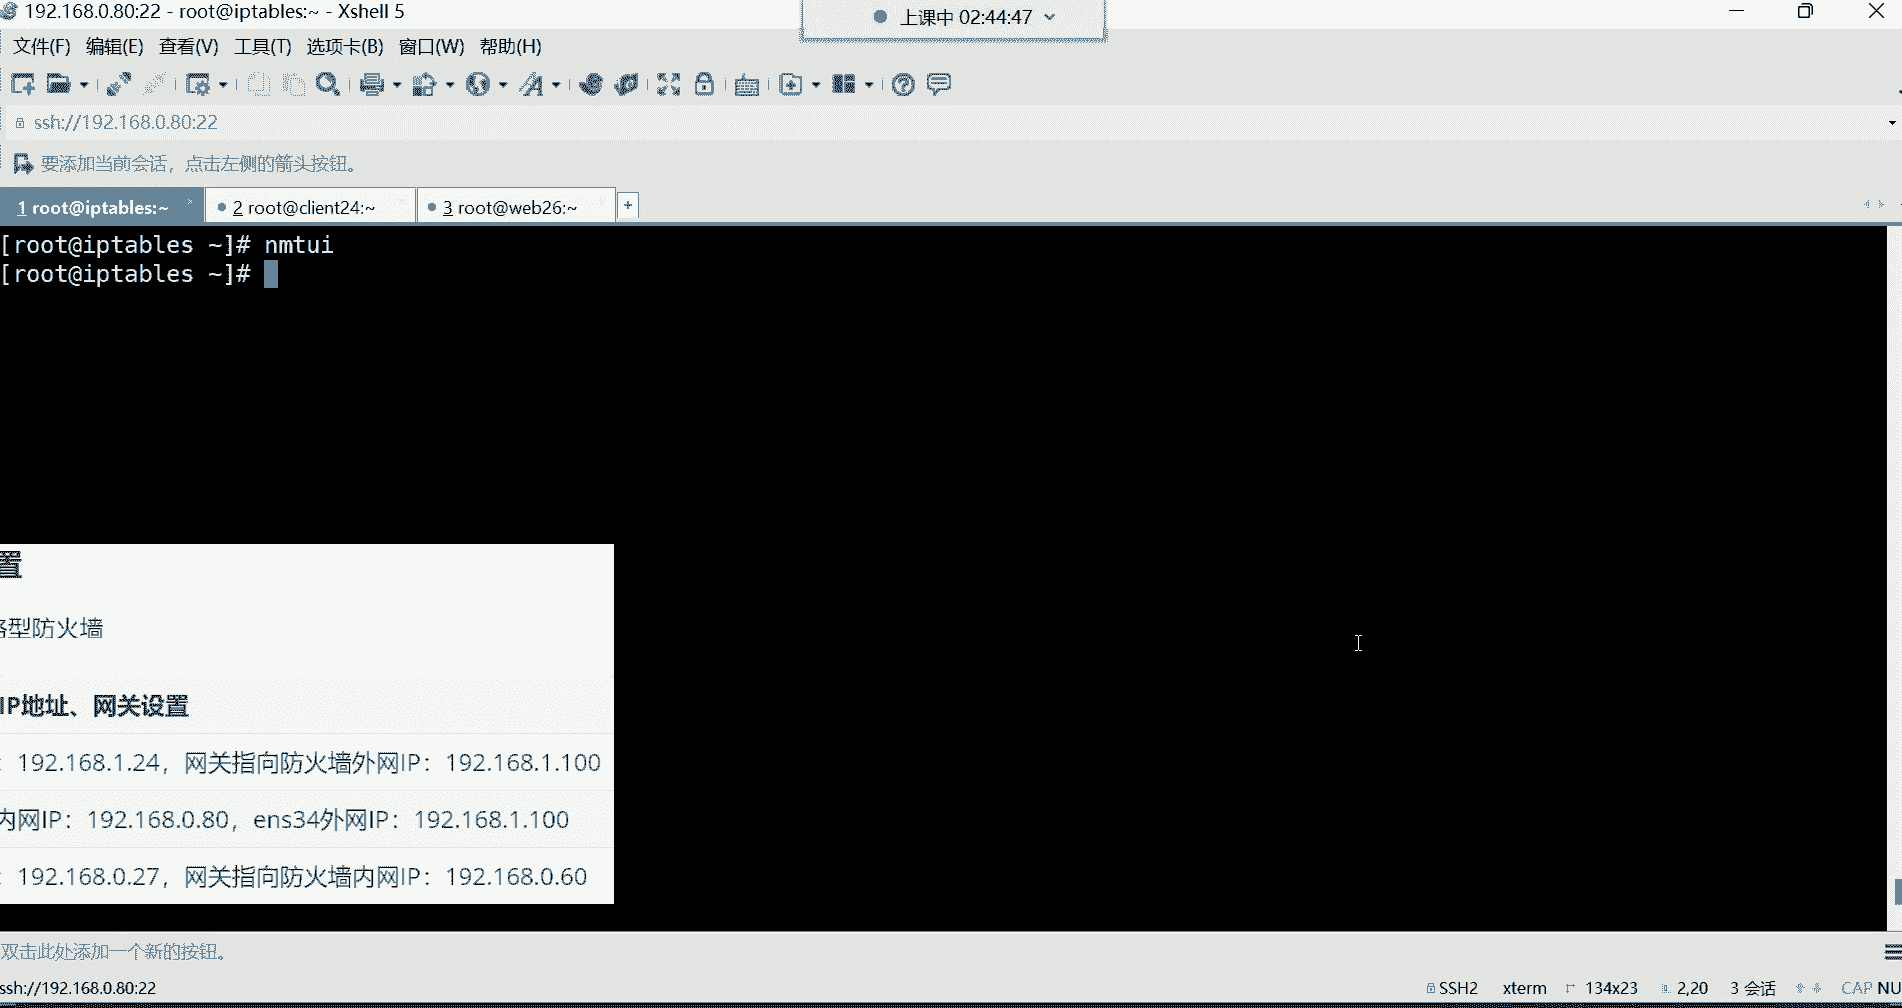 192.168.0.80:22 - root@iptables:~ - Xshell 5
上课中 02:44:47
文件(F) 编辑(E) 查看(V) 工具(T) 选项卡(B) 窗口(W) 帮助(H)
ssh://192.168.0.80:22
要添加当前会话，点击左侧的箭头按钮。
1 root@iptables:~ 2 root@client24:~ 3 root@web26:~ +
[root@iptables ~]# nmtui
[root@iptables ~]#
置
型防火墙
IP地址、网关设置
: 192.168.1.24，网关指向防火墙外网IP：192.168.1.100
内网IP：192.168.0.80，ens34外网IP：192.168.1.100
: 192.168.0.27，网关指向防火墙内网IP：192.168.0.60
双击此处添加一个新的按钮。
ssh://192.168.0.80:22 SSH2 xterm 134x23 2,20 3 会话 CAP NU